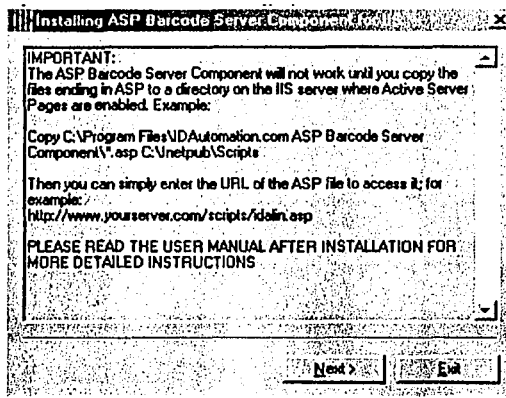 Installing ASP Barcode Server Component for IIS
IMPORTANT:
The ASP Barcode Server Component will not work until you copy the
files ending in ASP to a directory on the IIS server where Active Server
Pages are enabled. Example:
Copy C:\Program Files\IDAutomation.com ASP Barcode Server
Component\*.asp C:\Inetpub\Scripts
Then you can simply enter the URL of the ASP file to access it; for
example:
http://www.yourserver.com/scripts/idalin.asp
PLEASE READ THE USER MANUAL AFTER INSTALLATION FOR
MORE DETAILED INSTRUCTIONS
Next >
Exit